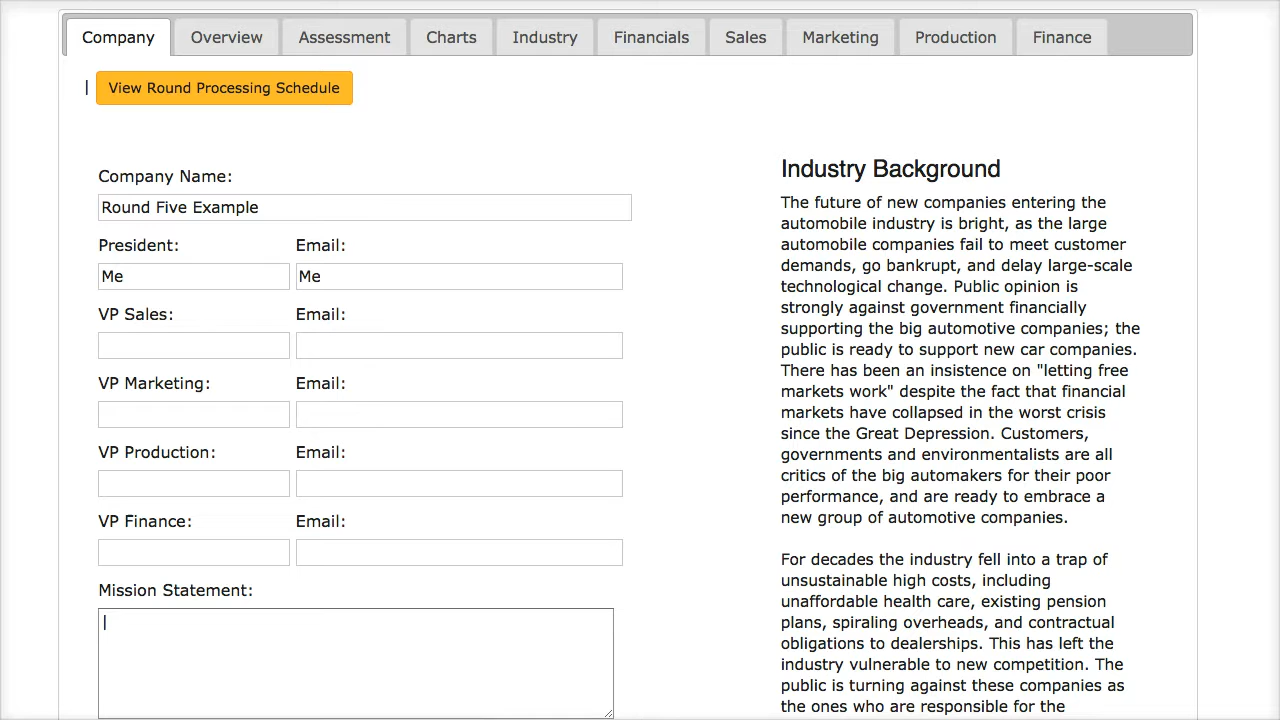 Company Overview Assessment Charts Industry Financials Sales Marketing Production Finance
| View Round Processing Schedule
Company Name:
Round Five Example
President: Email:
Me Me
VP Sales: Email:
VP Marketing: Email:
VP Production: Email:
VP Finance: Email:
Mission Statement:
Industry Background
The future of new companies entering the
automobile industry is bright, as the large
automobile companies fail to meet customer
demands, go bankrupt, and delay large-scale
technological change. Public opinion is
strongly against government financially
supporting the big automotive companies; the
public is ready to support new car companies.
There has been an insistence on "letting free
markets work" despite the fact that financial
markets have collapsed in the worst crisis
since the Great Depression. Customers,
governments and environmentalists are all
critics of the big automakers for their poor
performance, and are ready to embrace a
new group of automotive companies.
For decades the industry fell into a trap of
unsustainable high costs, including
unaffordable health care, existing pension
plans, spiraling overheads, and contractual
obligations to dealerships. This has left the
industry vulnerable to new competition. The
public is turning against these companies as
the ones who are responsible for the